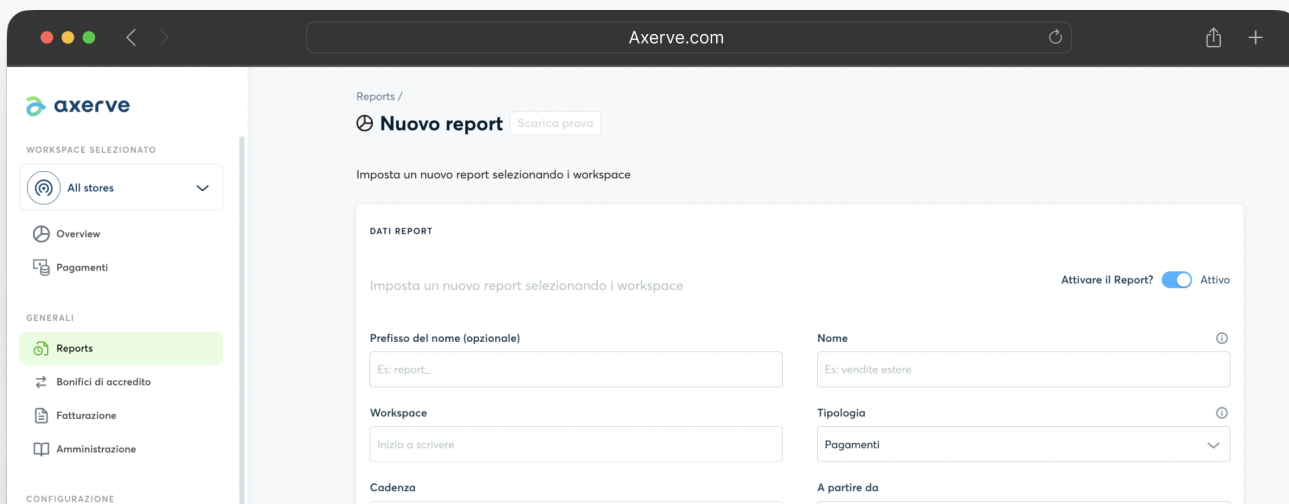 Axerve.com
axerve
WORKSPACE SELEZIONATO
All stores
Overview
Pagamenti
GENERALI
Reports
Bonifici di accredito
Fatturazione
Amministrazione
CONFIGURAZIONE
Reports /
Nuovo report Scarica prova
Imposta un nuovo report selezionando i workspace
DATI REPORT
Imposta un nuovo report selezionando i workspace
Attivare il Report? Attivo
Prefisso del nome (opzionale)
Es: report_
Nome
Es: vendite estere
Workspace
Inizia a scrivere
Tipologia
Pagamenti
Cadenza
A partire da